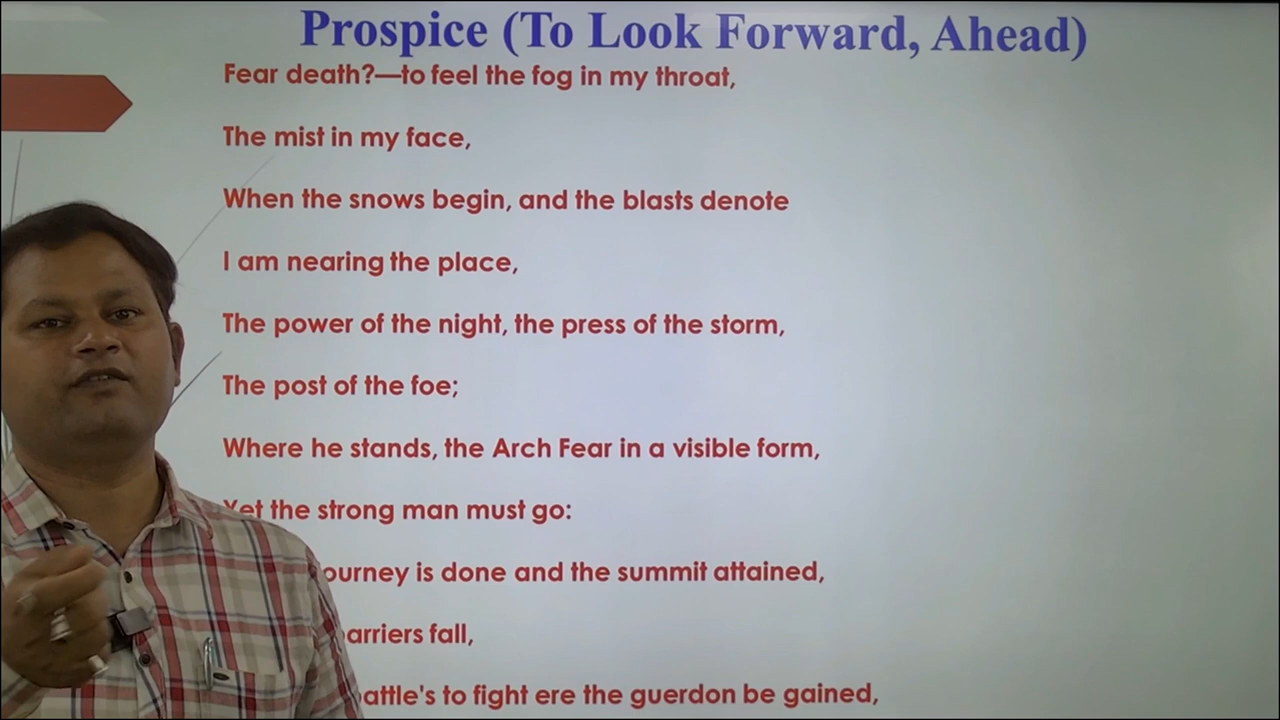 Prospice (To Look Forward, Ahead)
Fear death?—to feel the fog in my throat,
The mist in my face,
When the snows begin, and the blasts denote
I am nearing the place,
The power of the night, the press of the storm,
The post of the foe;
Where he stands, the Arch Fear in a visible form,
Yet the strong man must go:
ourney is done and the summit attained,
arriers fall,
attle's to fight ere the guerdon be gained,